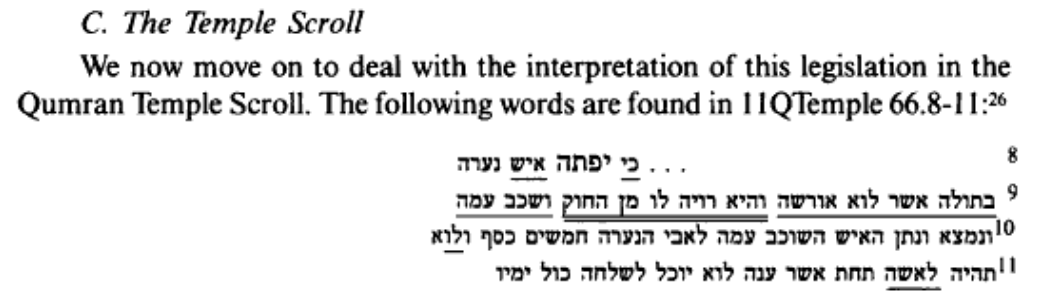 C. The Temple Scroll
We now move on to deal with the interpretation of this legislation in the
Qumran Temple Scroll. The following words are found in 11QTemple 66.8-11:26
8 . . . כי יפתה איש נערה
9 בתולה אשר לוא אורשה והיא רויה לו מן החוק ושכב עמה
10 ונמצא ונתן האיש השוכב עמה לאבי הנערה חמשים כסף ולוא
11 תהיה לאשה תחת אשר ענה לוא יוכל לשלחה כול ימיו